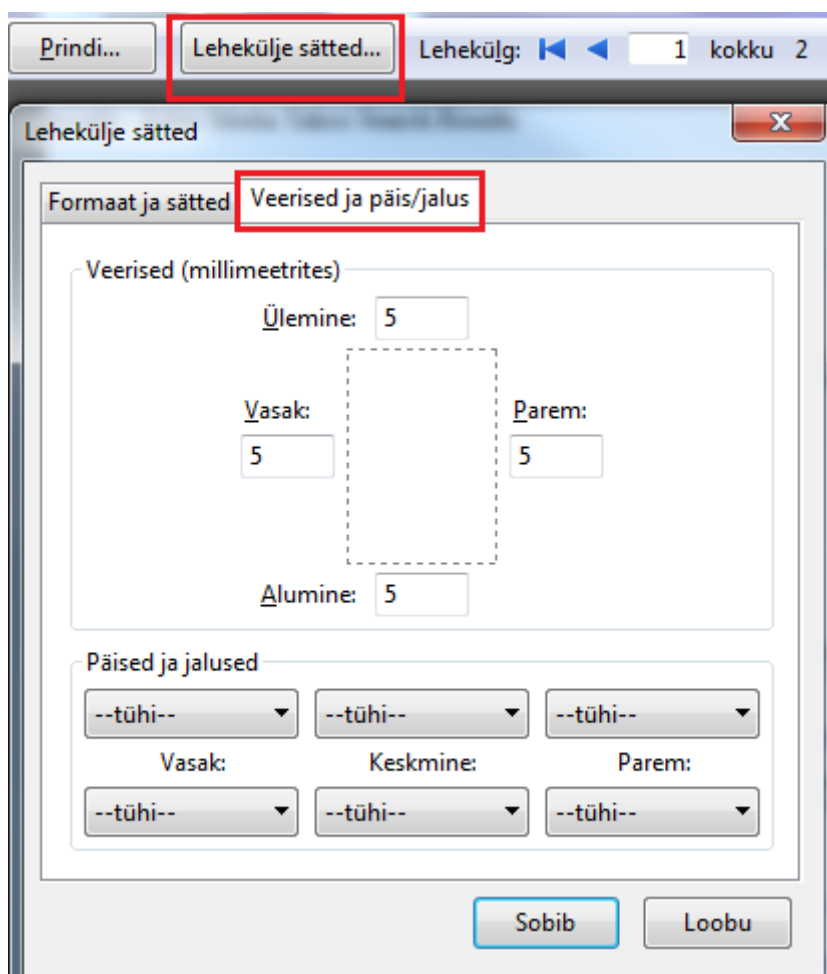 Prindi... Lehekülje sätted... Lehekülg: 1 kokku 2
Lehekülje sätted
Formaat ja sätted Veerised ja päis/jalus
Veerised (millimeetrites)
Ülemine: 5
Vasak: Parem:
5 5
Alumine: 5
Päised ja jalused
--tühi-- --tühi-- --tühi--
Vasak: Keskmine: Parem:
--tühi-- --tühi-- --tühi--
Sobib Loobu